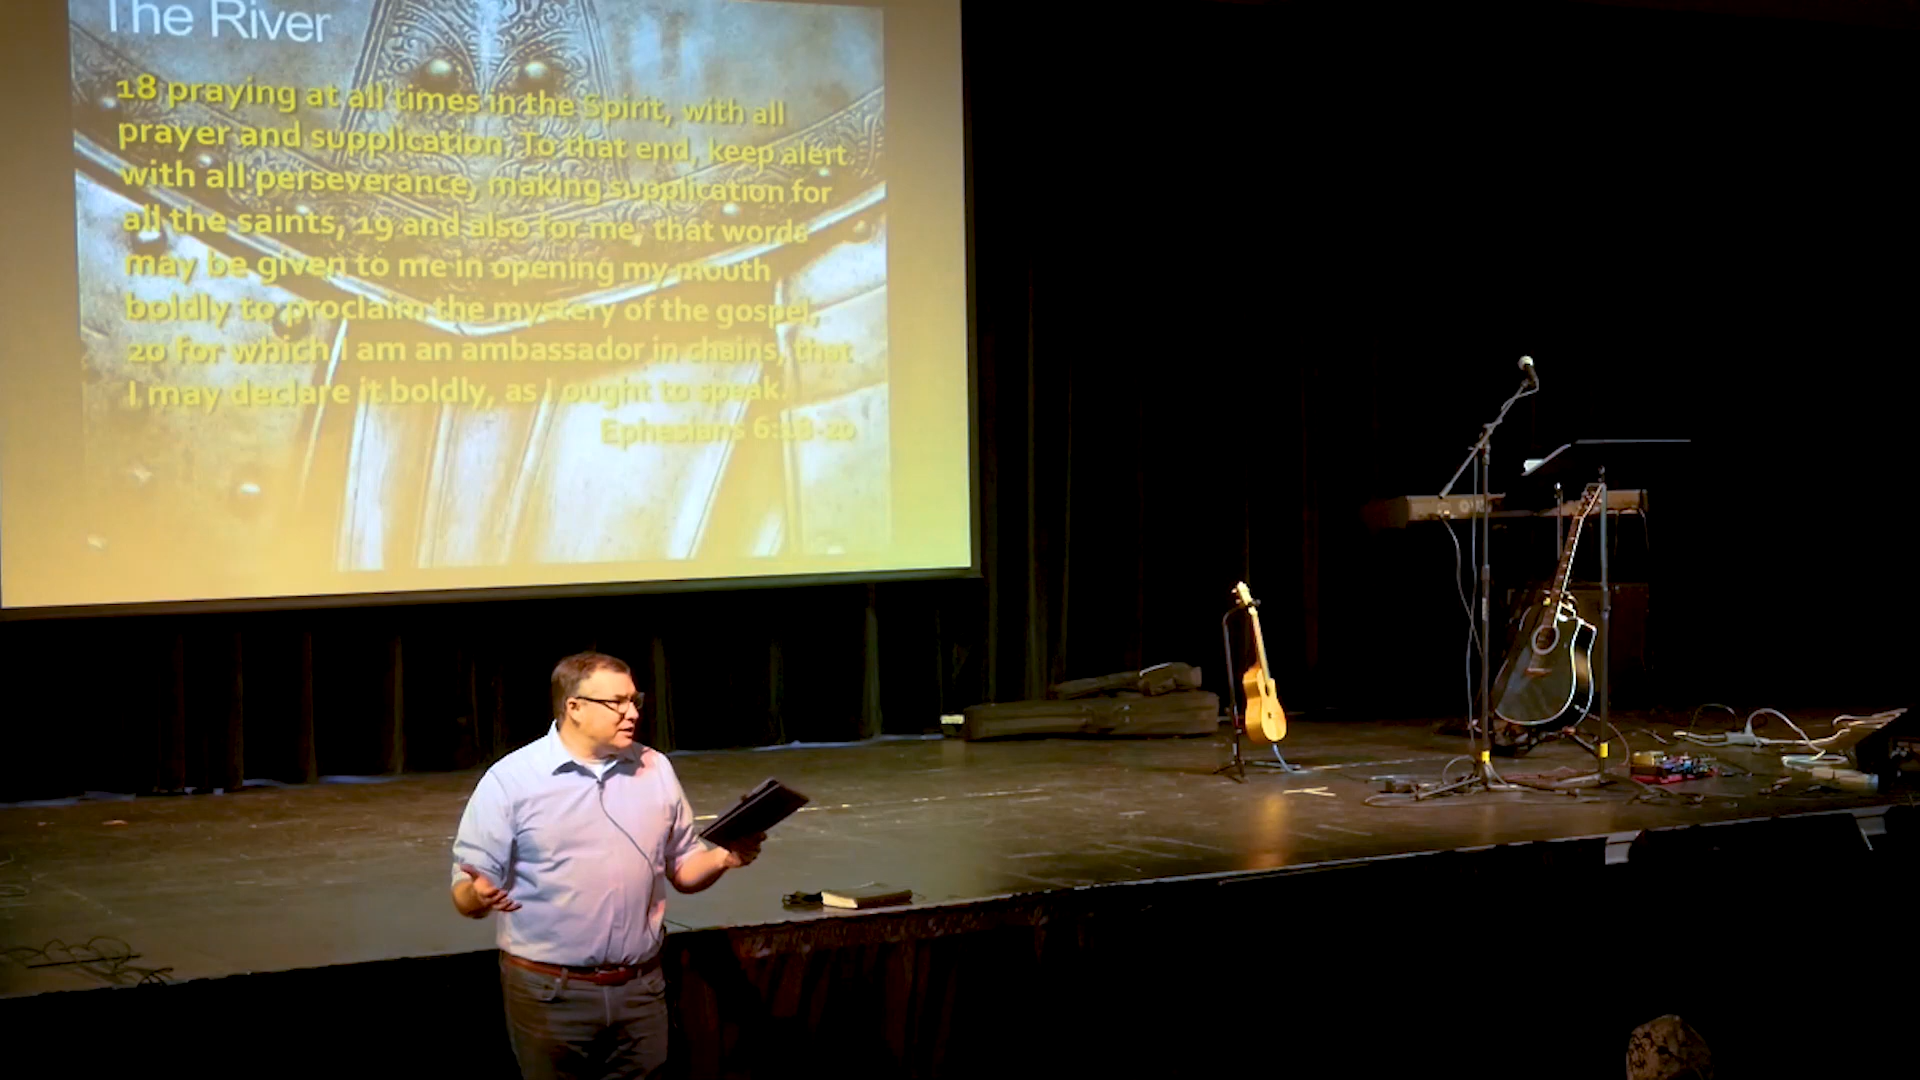 The River
18 praying at all times in the Spirit, with all
prayer and supplication. To that end, keep alert
with all perseverance, making supplication for
all the saints, 19 and also for me, that words
may be given to me in opening my mouth
boldly to proclaim the mystery of the gospel,
20 for which I am an ambassador in chains, that
I may declare it boldly, as I ought to speak.
Ephesians 6:18-20